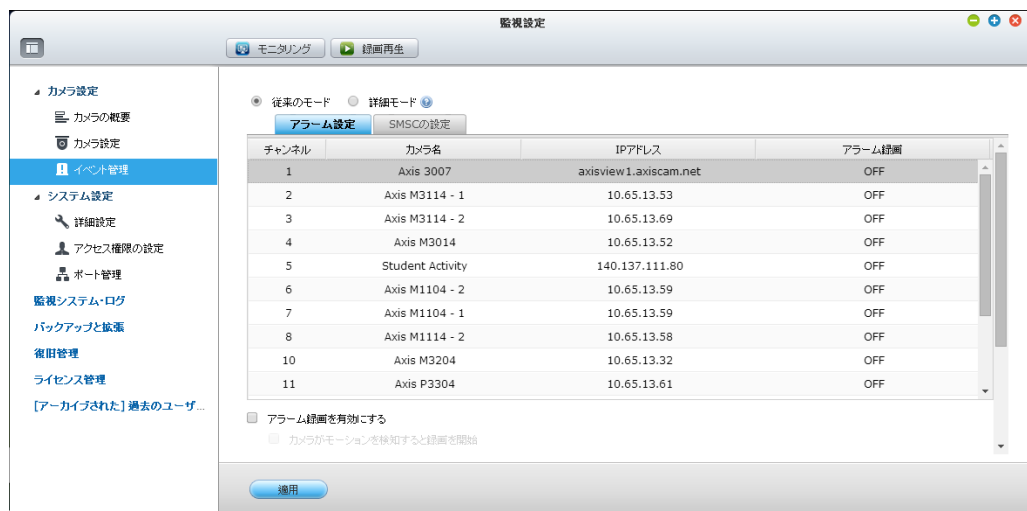 監視設定
モニタリング 録画再生
カメラ設定
カメラの概要
カメラ設定
イベント管理
システム設定
詳細設定
アクセス権限の設定
ポート管理
監視システム・ログ
バックアップと拡張
復旧管理
ライセンス管理
[アーカイブされた] 過去のユーザ...
従来のモード 詳細モード
アラーム設定 SMSCの設定
チャンネル カメラ名 IPアドレス アラーム録画
1 Axis 3007 axisview1.axiscam.net OFF
2 Axis M3114 - 1 10.65.13.53 OFF
3 Axis M3114 - 2 10.65.13.69 OFF
4 Axis M3014 10.65.13.52 OFF
5 Student Activity 140.137.111.80 OFF
6 Axis M1104 - 2 10.65.13.59 OFF
7 Axis M1104 - 1 10.65.13.59 OFF
8 Axis M1114 - 2 10.65.13.58 OFF
10 Axis M3204 10.65.13.32 OFF
11 Axis P3304 10.65.13.61 OFF
アラーム録画を有効にする
カメラがモーションを検知すると録画を開始
適用